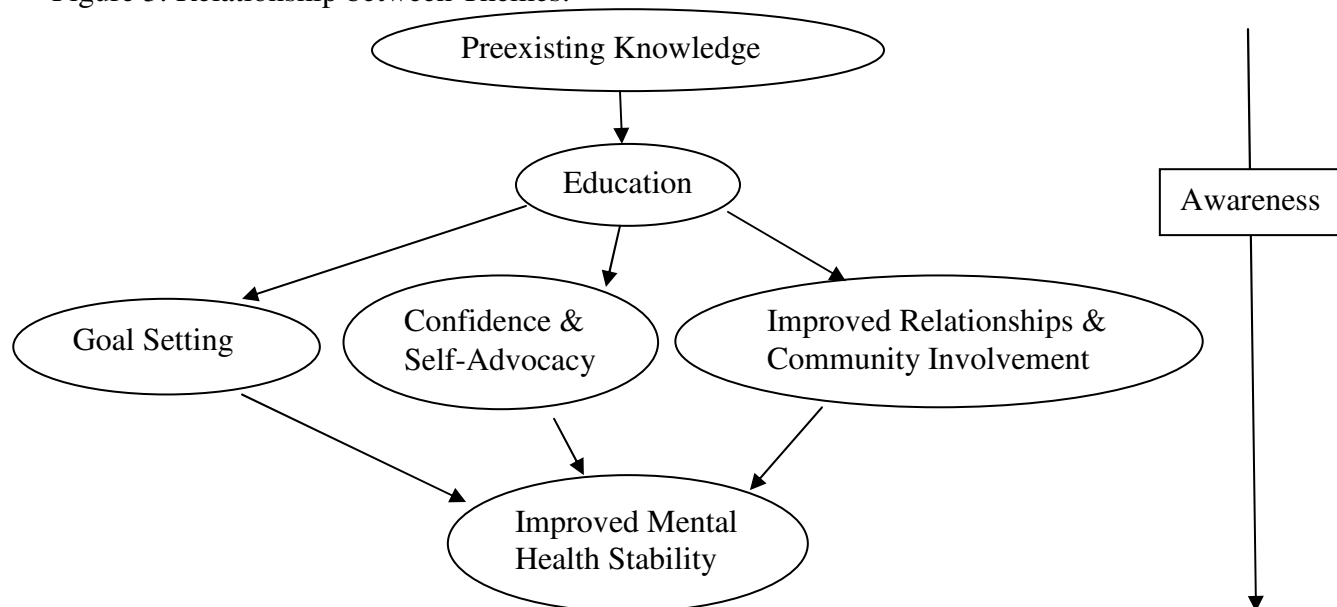 Figure 3. Relationship between Themes.
Preexisting Knowledge
Education
Awareness
Goal Setting
Confidence &
Self-Advocacy
Improved Relationships &
Community Involvement
Improved Mental
Health Stability